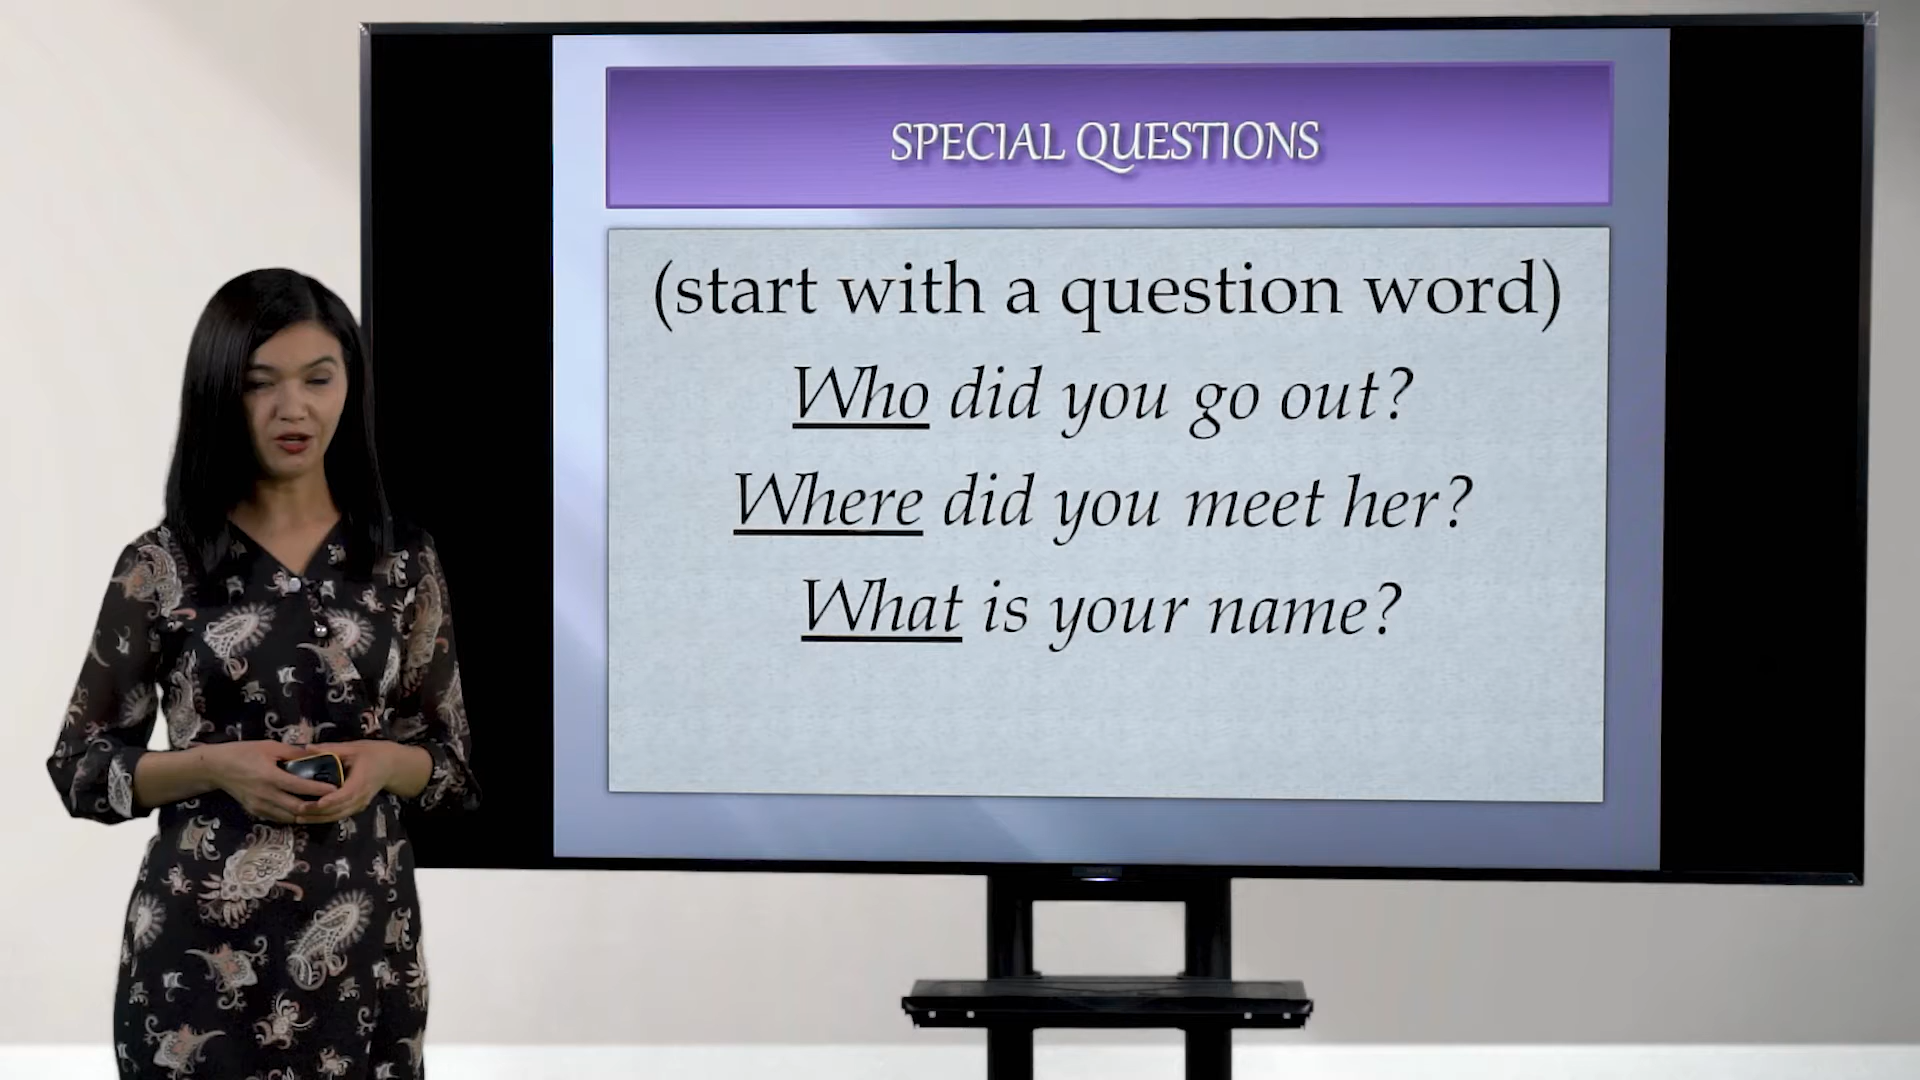 SPECIAL QUESTIONS
(start with a question word)
Who did you go out?
Where did you meet her?
What is your name?